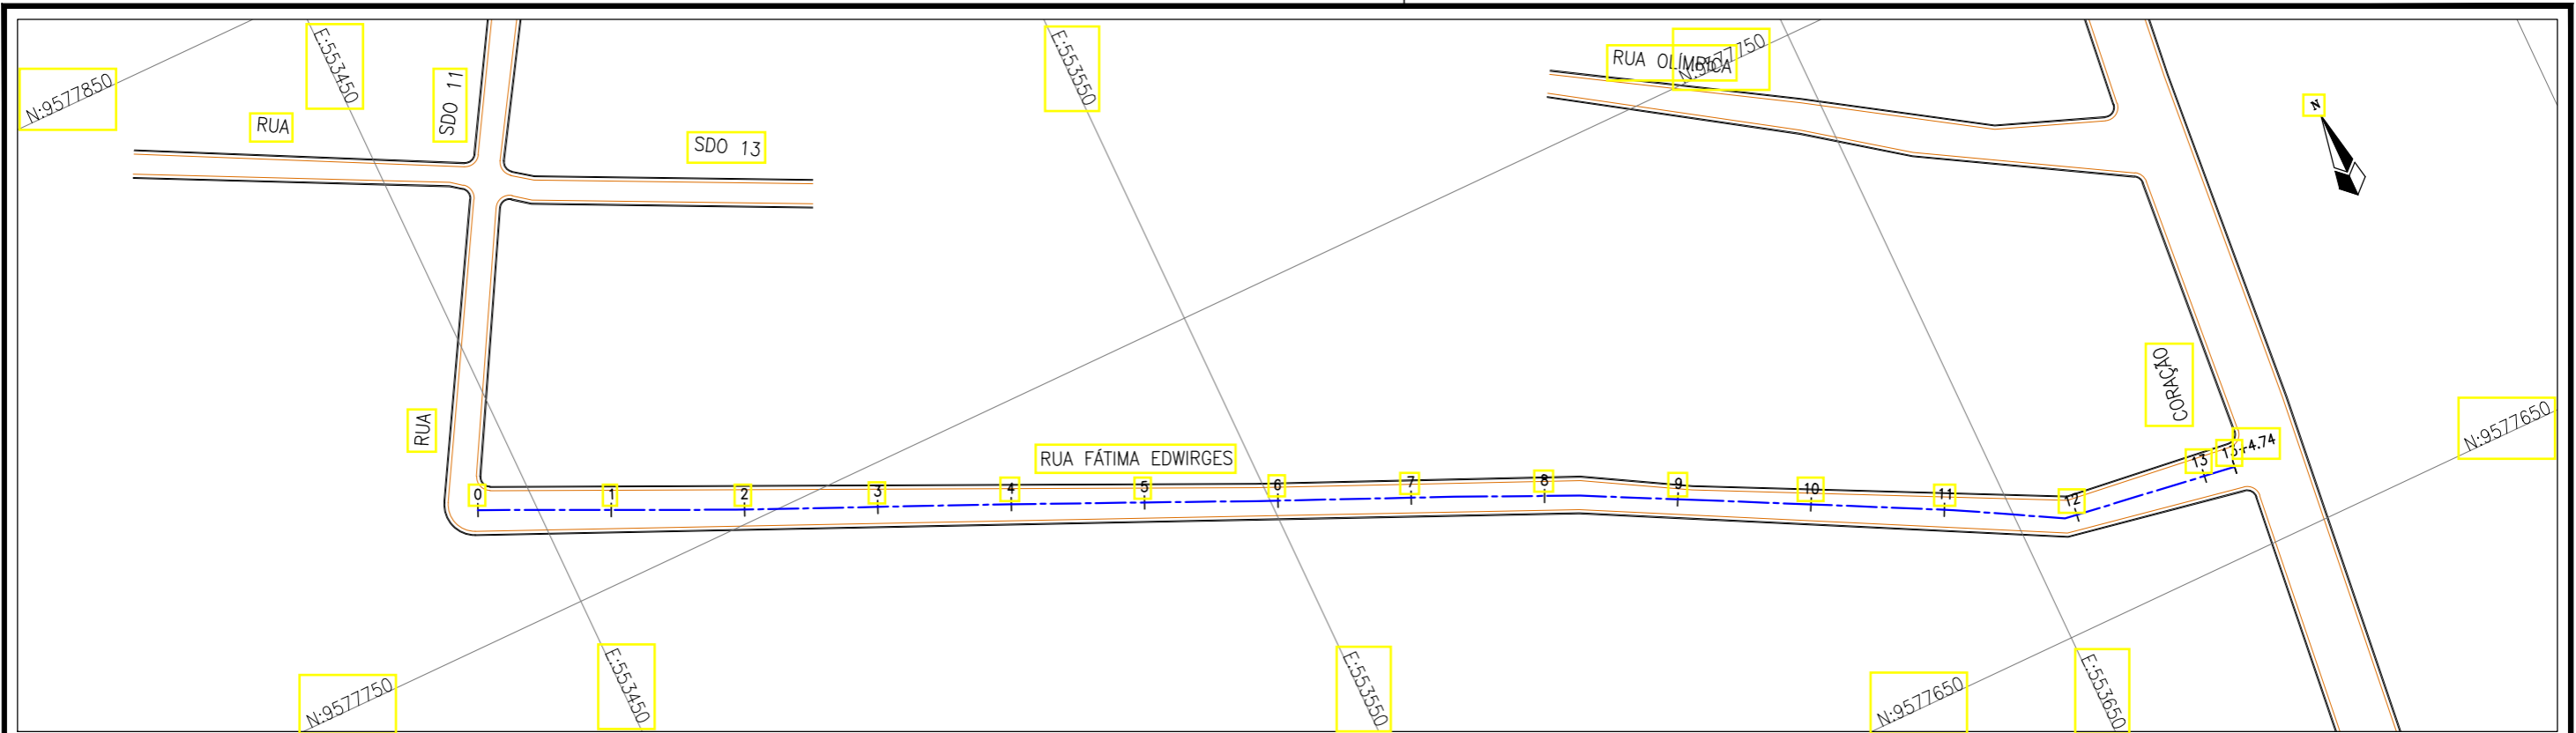 N:9577850
E:553450
SDO 11
RUA
SDO 13
E:553550
RUA OLÍMPICA
N:9577750
N
RUA
RUA FÁTIMA EDWIRGES
CORAÇÃO
N:9577650
0
1
2
3
4
5
6
7
8
9
10
11
12
13
13+4.74
N:9577750
E:553450
E:553550
N:9577650
E:553650